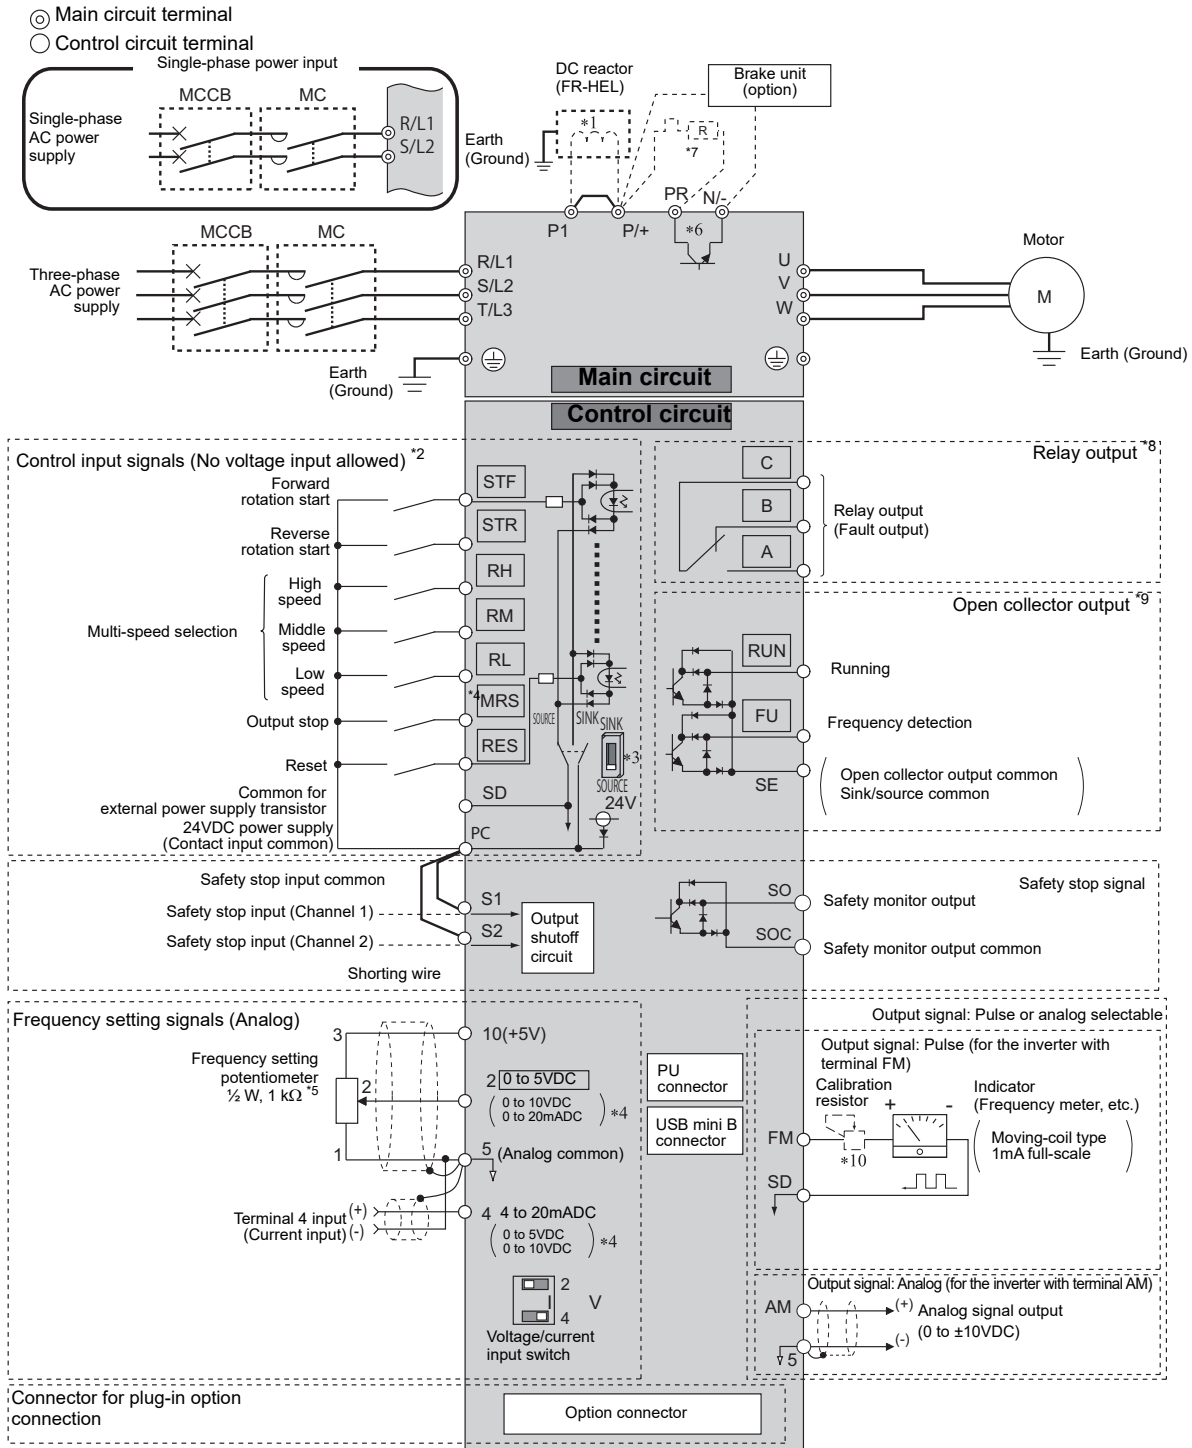 Main circuit terminal
Control circuit terminal
Single-phase power input
MCCB
MC
Single-phase
AC power
supply
R/L1
S/L2
Earth
(Ground)
DC reactor
(FR-HEL)
*1
Brake unit
(option)
R
*7
P1
P/+
PR
N/-
*6
MCCB
MC
Three-phase
AC power
supply
R/L1
S/L2
T/L3
Earth
(Ground)
U
V
W
Motor
M
Earth (Ground)
Main circuit
Control circuit
Control input signals (No voltage input allowed) *2
Forward
rotation start
Reverse
rotation start
High
speed
Multi-speed selection
Middle
speed
Low
speed
Output stop
Reset
Common for
external power supply transistor
24VDC power supply
(Contact input common)
STF
STR
RH
RM
RL
*4
MRS
RES
SD
PC
SOURCE
SINK
SINK
*3
SOURCE
24V
Relay output *8
C
B
A
Relay output
(Fault output)
Open collector output *9
RUN
Running
FU
Frequency detection
SE
Open collector output common
Sink/source common
Safety stop input common
Safety stop input (Channel 1)
Safety stop input (Channel 2)
Shorting wire
S1
S2
Output
shutoff
circuit
Safety stop signal
SO
Safety monitor output
SOC
Safety monitor output common
Frequency setting signals (Analog)
Frequency setting
potentiometer
½ W, 1 kΩ *5
3
2
1
10(+5V)
2 0 to 5VDC
(0 to 10VDC
0 to 20mADC) *4
5 (Analog common)
Terminal 4 input
(Current input)
(+)
(-)
4 4 to 20mADC
(0 to 5VDC
0 to 10VDC) *4
2
I V
4
Voltage/current
input switch
PU
connector
USB mini B
connector
Output signal: Pulse or analog selectable
Output signal: Pulse (for the inverter with
terminal FM)
Calibration
resistor
+ -
Indicator
(Frequency meter, etc.)
(Moving-coil type
1mA full-scale)
FM
*10
SD
Output signal: Analog (for the inverter with terminal AM)
AM
(+)
Analog signal output
(0 to ±10VDC)
(-)
5
Connector for plug-in option
connection
Option connector